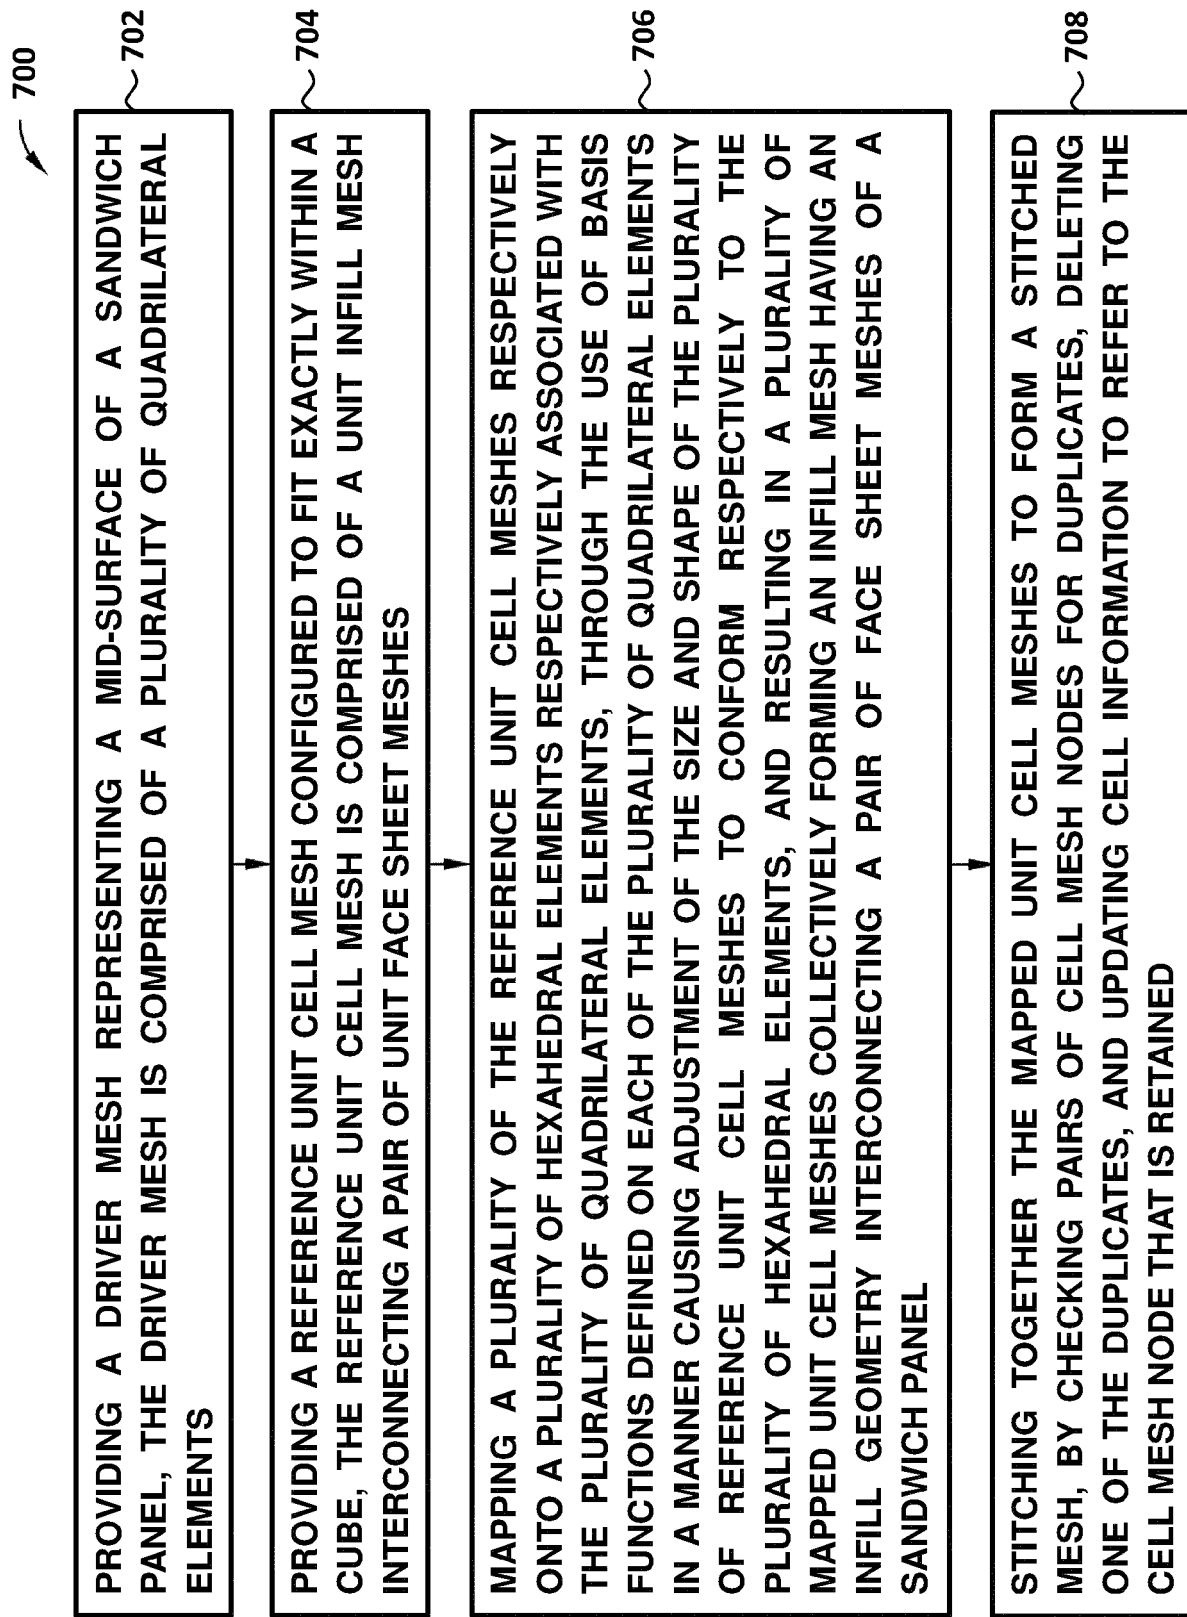 700
PROVIDING A DRIVER MESH REPRESENTING A MID-SURFACE OF A SANDWICH
PANEL, THE DRIVER MESH IS COMPRISED OF A PLURALITY OF QUADRILATERAL
ELEMENTS
702
PROVIDING A REFERENCE UNIT CELL MESH CONFIGURED TO FIT EXACTLY WITHIN A
CUBE, THE REFERENCE UNIT CELL MESH IS COMPRISED OF A UNIT INFILL MESH
INTERCONNECTING A PAIR OF UNIT FACE SHEET MESHES
704
MAPPING A PLURALITY OF THE REFERENCE UNIT CELL MESHES RESPECTIVELY
ONTO A PLURALITY OF HEXAHEDRAL ELEMENTS RESPECTIVELY ASSOCIATED WITH
THE PLURALITY OF QUADRILATERAL ELEMENTS, THROUGH THE USE OF BASIS
FUNCTIONS DEFINED ON EACH OF THE PLURALITY OF QUADRILATERAL ELEMENTS
IN A MANNER CAUSING ADJUSTMENT OF THE SIZE AND SHAPE OF THE PLURALITY
OF REFERENCE UNIT CELL MESHES TO CONFORM RESPECTIVELY TO THE
PLURALITY OF HEXAHEDRAL ELEMENTS, AND RESULTING IN A PLURALITY OF
MAPPED UNIT CELL MESHES COLLECTIVELY FORMING AN INFILL MESH HAVING AN
INFILL GEOMETRY INTERCONNECTING A PAIR OF FACE SHEET MESHES OF A
SANDWICH PANEL
706
STITCHING TOGETHER THE MAPPED UNIT CELL MESHES TO FORM A STITCHED
MESH, BY CHECKING PAIRS OF CELL MESH NODES FOR DUPLICATES, DELETING
ONE OF THE DUPLICATES, AND UPDATING CELL INFORMATION TO REFER TO THE
CELL MESH NODE THAT IS RETAINED
708